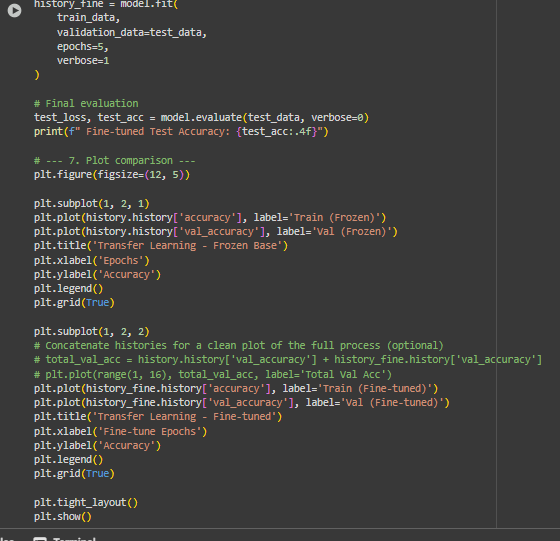 history_fine = model.fit(
    train_data,
    validation_data=test_data,
    epochs=5,
    verbose=1
)

# Final evaluation
test_loss, test_acc = model.evaluate(test_data, verbose=0)
print(f" Fine-tuned Test Accuracy: {test_acc:.4f}")

# --- 7. Plot comparison ---
plt.figure(figsize=(12, 5))

plt.subplot(1, 2, 1)
plt.plot(history.history['accuracy'], label='Train (Frozen)')
plt.plot(history.history['val_accuracy'], label='Val (Frozen)')
plt.title('Transfer Learning - Frozen Base')
plt.xlabel('Epochs')
plt.ylabel('Accuracy')
plt.legend()
plt.grid(True)

plt.subplot(1, 2, 2)
# Concatenate histories for a clean plot of the full process (optional)
# total_val_acc = history.history['val_accuracy'] + history_fine.history['val_accuracy']
# plt.plot(range(1, 16), total_val_acc, label='Total Val Acc')
plt.plot(history_fine.history['accuracy'], label='Train (Fine-tuned)')
plt.plot(history_fine.history['val_accuracy'], label='Val (Fine-tuned)')
plt.title('Transfer Learning - Fine-tuned')
plt.xlabel('Fine-tune Epochs')
plt.ylabel('Accuracy')
plt.legend()
plt.grid(True)

plt.tight_layout()
plt.show()
Terminal